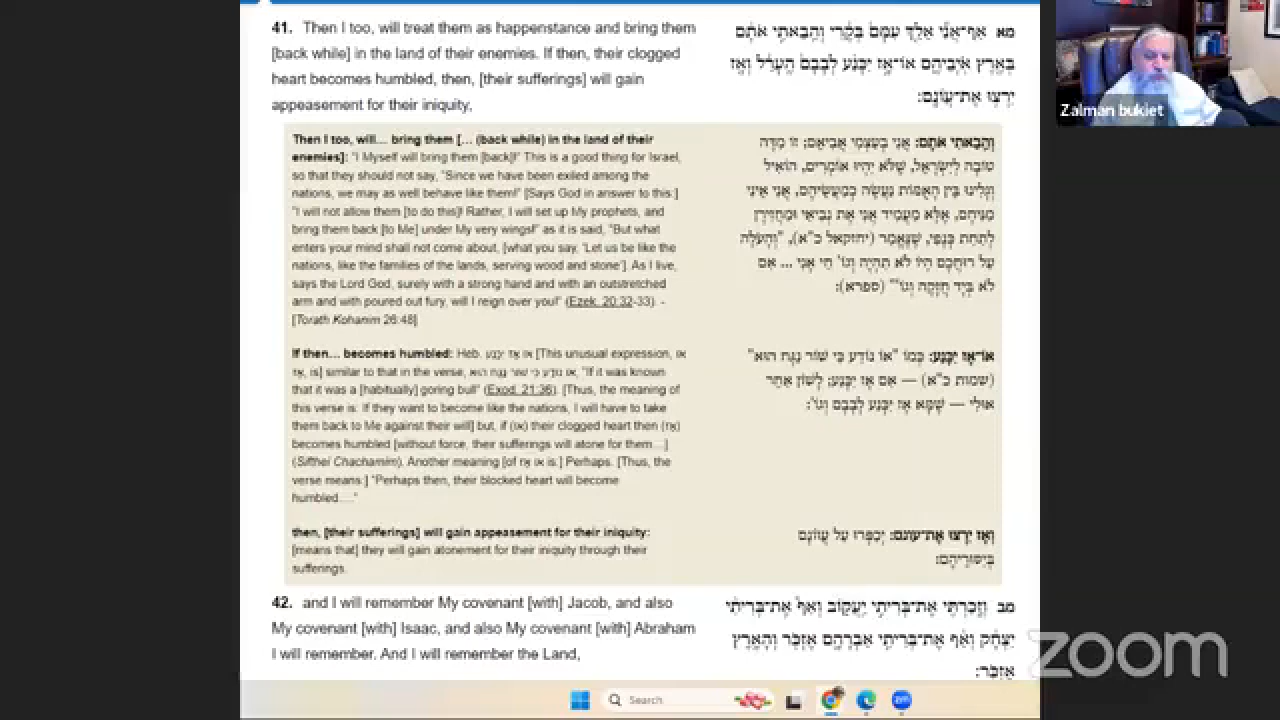 41. Then I too, will treat them as happenstance and bring them
[back while] in the land of their enemies. If then, their clogged
heart becomes humbled, then, [their sufferings] will gain
appeasement for their iniquity,
מא אַף־אֲנִ֞י אֵלֵ֤ךְ עִמָּם֙ בְּקֶ֔רִי וְהֵבֵאתִ֣י אֹתָ֔ם
בְּאֶ֖רֶץ אֹֽיְבֵיהֶ֑ם אוֹ־אָ֣ז יִכָּנַ֗ע לְבָבָם֙ הֶֽעָרֵ֔ל וְאָ֖ז
יִרְצ֥וּ אֶת־עֲוֹנָֽם׃
Zalman bukiet
Then I too, will… bring them [… (back while) in the land of their
enemies]: "I Myself will bring them [back]!" This is a good thing for Israel,
so that they should not say, "Since we have been exiled among the
nations, we may as well behave like them!" [Says God in answer to this:]
"I will not allow them [to do this]! Rather, I will set up My prophets, and
bring them back [to Me] under My very wings!" as it is said, "But what
enters your mind shall not come about, [what you say, 'Let us be like the
nations, like the families of the lands, serving wood and stone']. As I live,
says the Lord God, surely with a strong hand and with an outstretched
arm and with poured out fury, will I reign over you!" (Ezek. 20:32-33). -
[Torath Kohanim 26:48]
וְהֵבֵאתִי אֹתָם: אֲנִי בְעַצְמִי אֲבִיאֵם; זוֹ מִדָּה
טוֹבָה לְיִשְׂרָאֵל, שֶׁלֹּא יִהְיוּ אוֹמְרִים, הוֹאִיל
וְגָלִינוּ בֵּין הָאֻמּוֹת נַעֲשֶׂה כְמַעֲשֵׂיהֶם, אֲנִי אֵינִי
מַנִּיחָם, אֶלָּא מַעֲמִיד אֲנִי אֶת נְבִיאַי וּמַחֲזִירָן
לְתַחַת כְּנָפַי, שֶׁנֶּאֱמַר (יחזקאל כ"א), "וְהָעֹלָה
עַל רוּחֲכֶם הָיוֹ לֹא תִהְיֶה וְגוֹ' חַי אָנִי ... אִם
לֹא בְּיָד חֲזָקָה וְגוֹ'" (ספרא):
If then… becomes humbled: Heb. אוֹ אָז יִכָּנַע [This unusual expression, אוֹ
אָז, is] similar to that in the verse, אוֹ נוֹדַע כִּי שׁוֹר נַגָּח הוּא, "If it was known
that it was a [habitually] goring bull" (Exod. 21:36). [Thus, the meaning of
this verse is: If they want to become like the nations, I will have to take
them back to Me against their will] but, if (אוֹ) their clogged heart then (אָז)
becomes humbled [without force, their sufferings will atone for them…]
(Sifthei Chachamim). Another meaning [of אוֹ אָז is:] Perhaps. [Thus, the
verse means:] "Perhaps then, their blocked heart will become
humbled…."
אוֹ־אָז יִכָּנַע: כְּמוֹ "אוֹ נוֹדַע כִּי שׁוֹר נַגָּח הוּא"
(שמות כ"א) — אִם אָז יִכָּנַע; לָשׁוֹן אַחֵר
אוּלַי — שֶׁמָּא אָז יִכָּנַע לְבָבָם וְגוֹ':
then, [their sufferings] will gain appeasement for their iniquity:
[means that] they will gain atonement for their iniquity through their
sufferings.
וְאָז יִרְצוּ אֶת־עוֹנָם: יְכַפְּרוּ עַל עֲוֹנָם
בְּיִסּוּרֵיהֶם:
42. and I will remember My covenant [with] Jacob, and also
My covenant [with] Isaac, and also My covenant [with] Abraham
I will remember. And I will remember the Land,
מב וְזָכַרְתִּ֖י אֶת־בְּרִיתִ֣י יַֽעֲק֑וֹב וְאַף֩ אֶת־בְּרִיתִ֨י
יִצְחָ֜ק וְאַ֨ף אֶת־בְּרִיתִ֧י אַבְרָהָ֛ם אֶזְכֹּ֖ר וְהָאָ֥רֶץ
אֶזְכֹּֽר׃
zoom
Search
zm